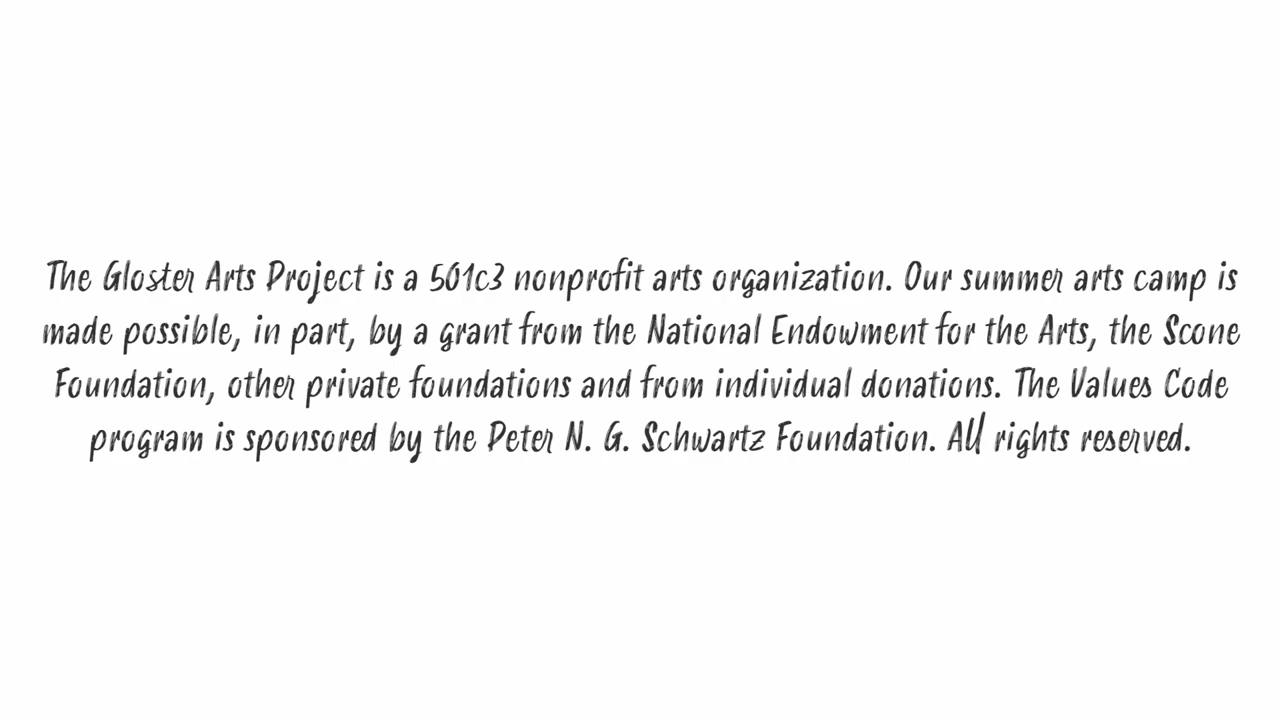 The Gloster Arts Project is a 501c3 nonprofit arts organization. Our summer arts camp is
made possible, in part, by a grant from the National Endowment for the Arts, the Scone
Foundation, other private foundations and from individual donations. The Values Code
program is sponsored by the Peter N. G. Schwartz Foundation. All rights reserved.